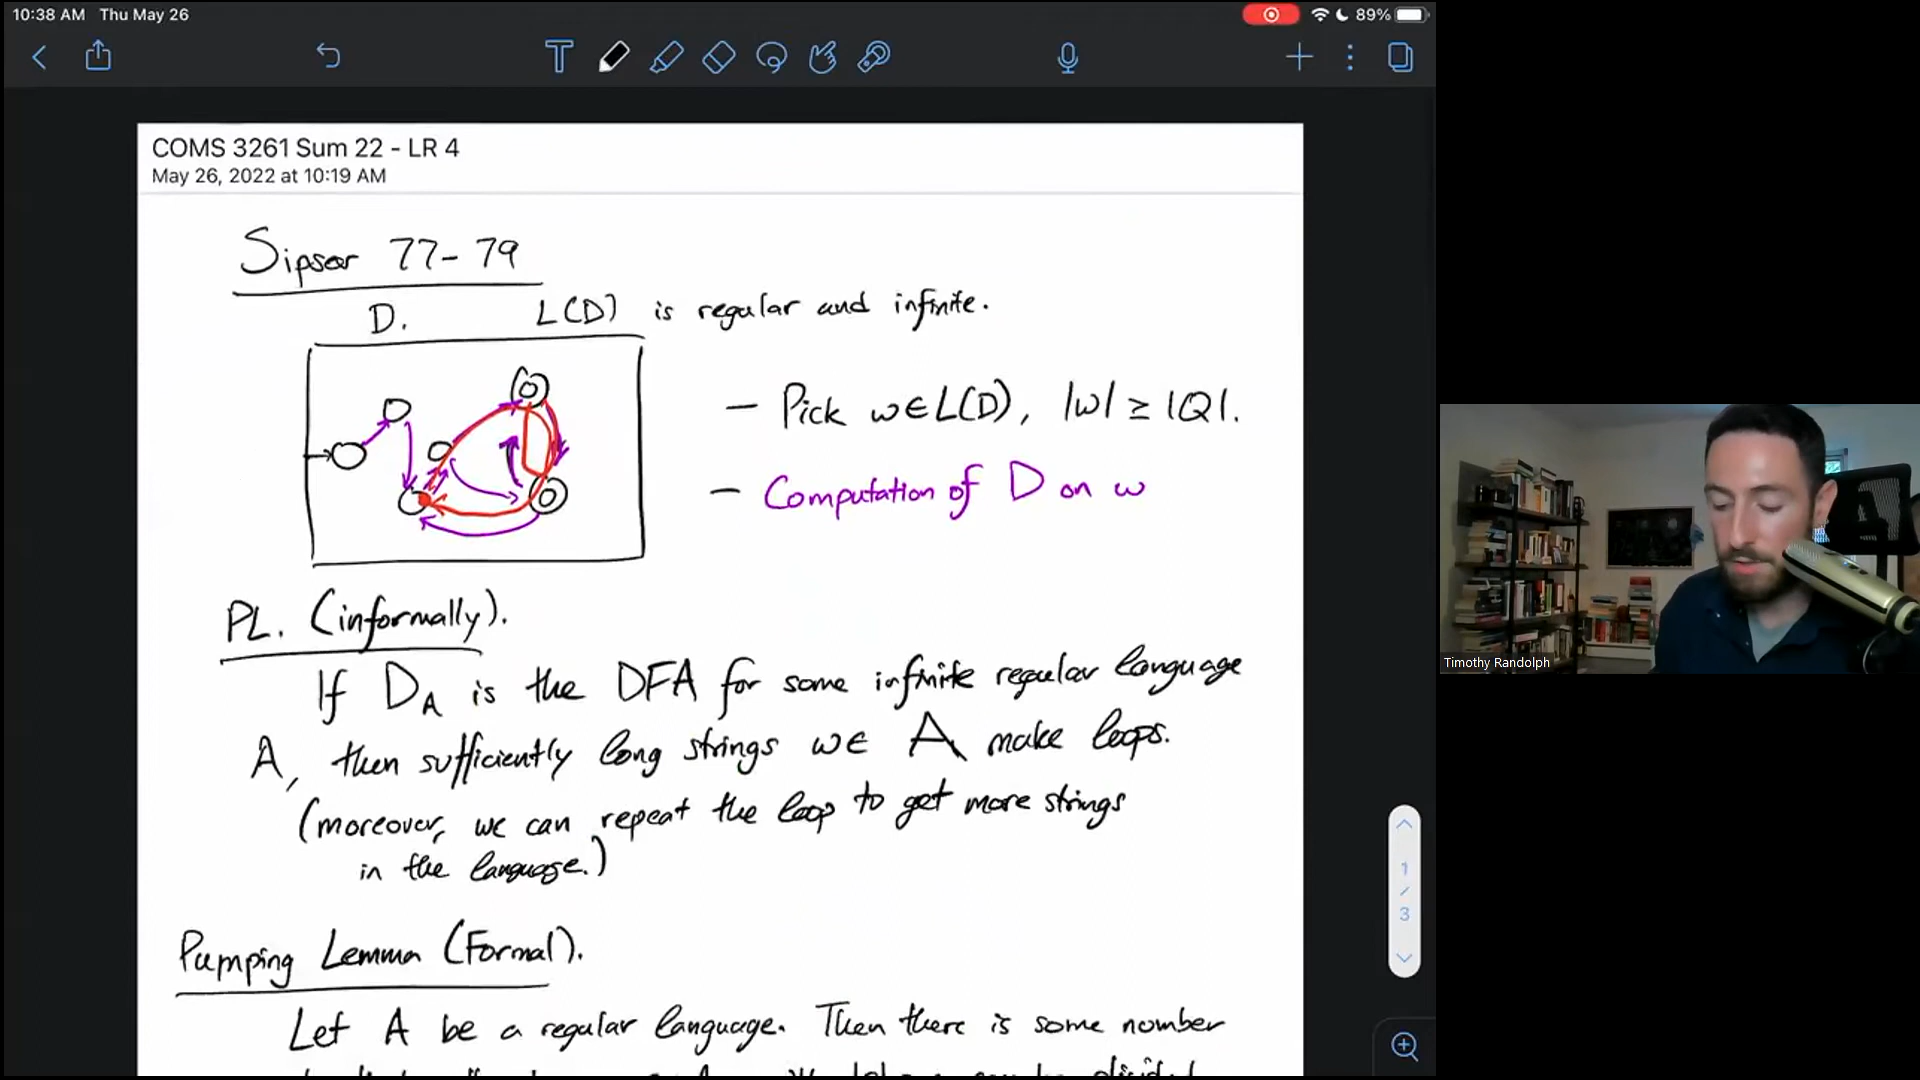 10:38 AM Thu May 26
89%
COMS 3261 Sum 22 - LR 4
May 26, 2022 at 10:19 AM
Sipser 77-79
D. L(D) is regular and infinite.
- Pick w∈L(D), |w| ≥ |Q|.
- Computation of D on w
PL. (informally).
If D_A is the DFA for some infinite regular language
A, then sufficiently long strings w∈ A make loops.
(moreover, we can repeat the loop to get more strings
in the language.)
Pumping Lemma (Formal).
Let A be a regular language. Then there is some number
1
/
3
Timothy Randolph